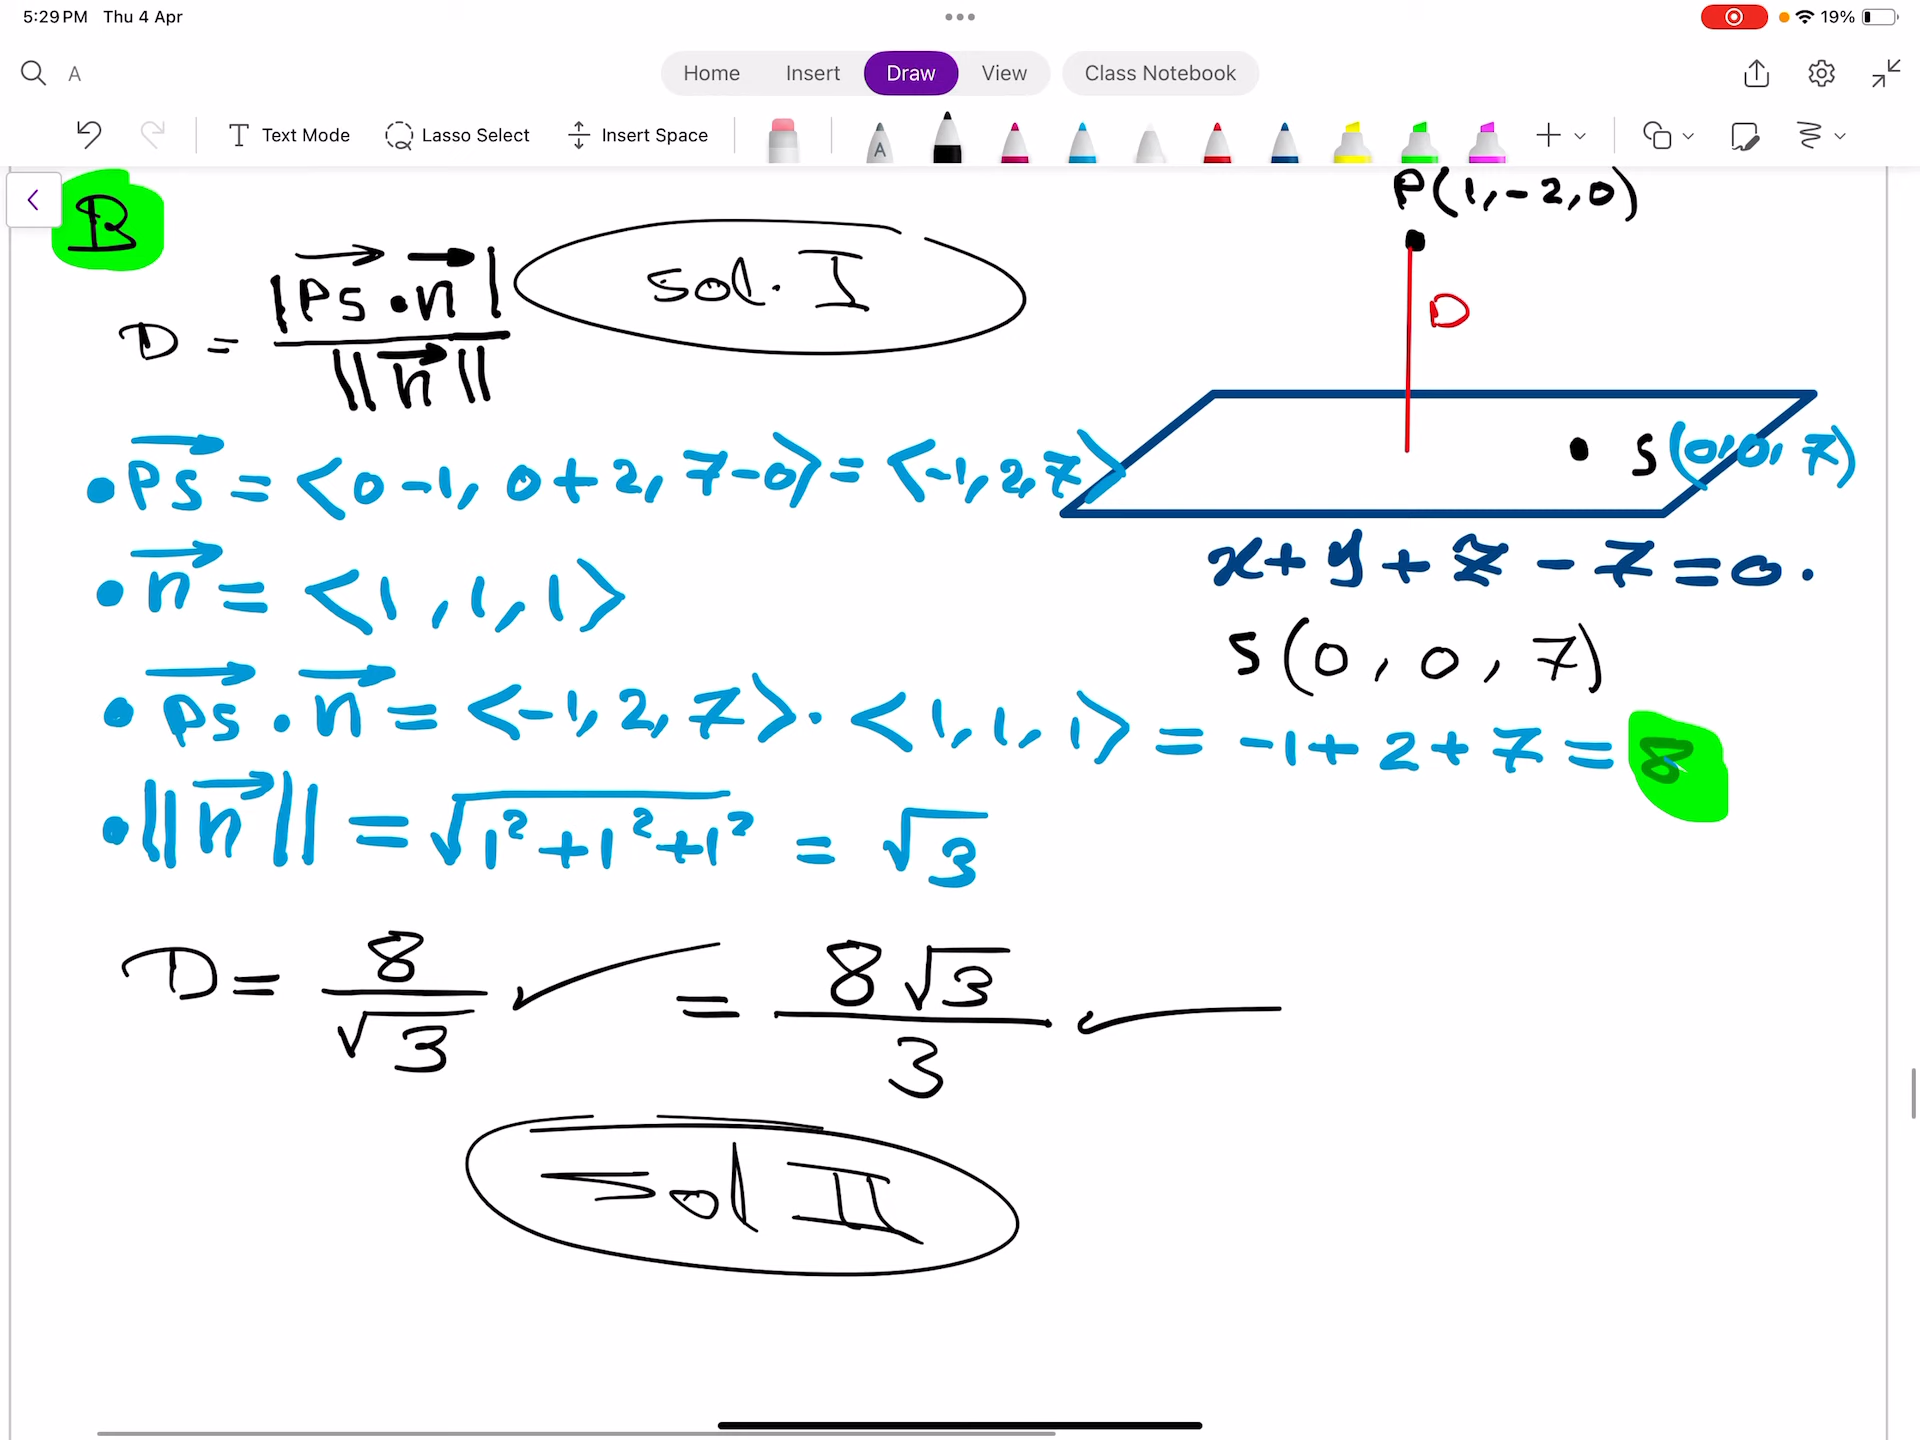 5:29 PM Thu 4 Apr
19%
A
Home Insert Draw View Class Notebook
Text Mode Lasso Select Insert Space
A
P(1,-2,0)
B
sol. I
D = |PS • n| / ||n||
D
• S(0,0,7)
• PS = <0-1, 0+2, 7-0> = <-1,2,7>
x+y+z-7=0.
• n = <1,1,1>
S(0,0,7)
• PS • n = <-1,2,7> · <1,1,1> = -1+2+7 = 8
• ||n|| = √(1²+1²+1²) = √3
D = 8/√3 = 8√3/3
Sol II